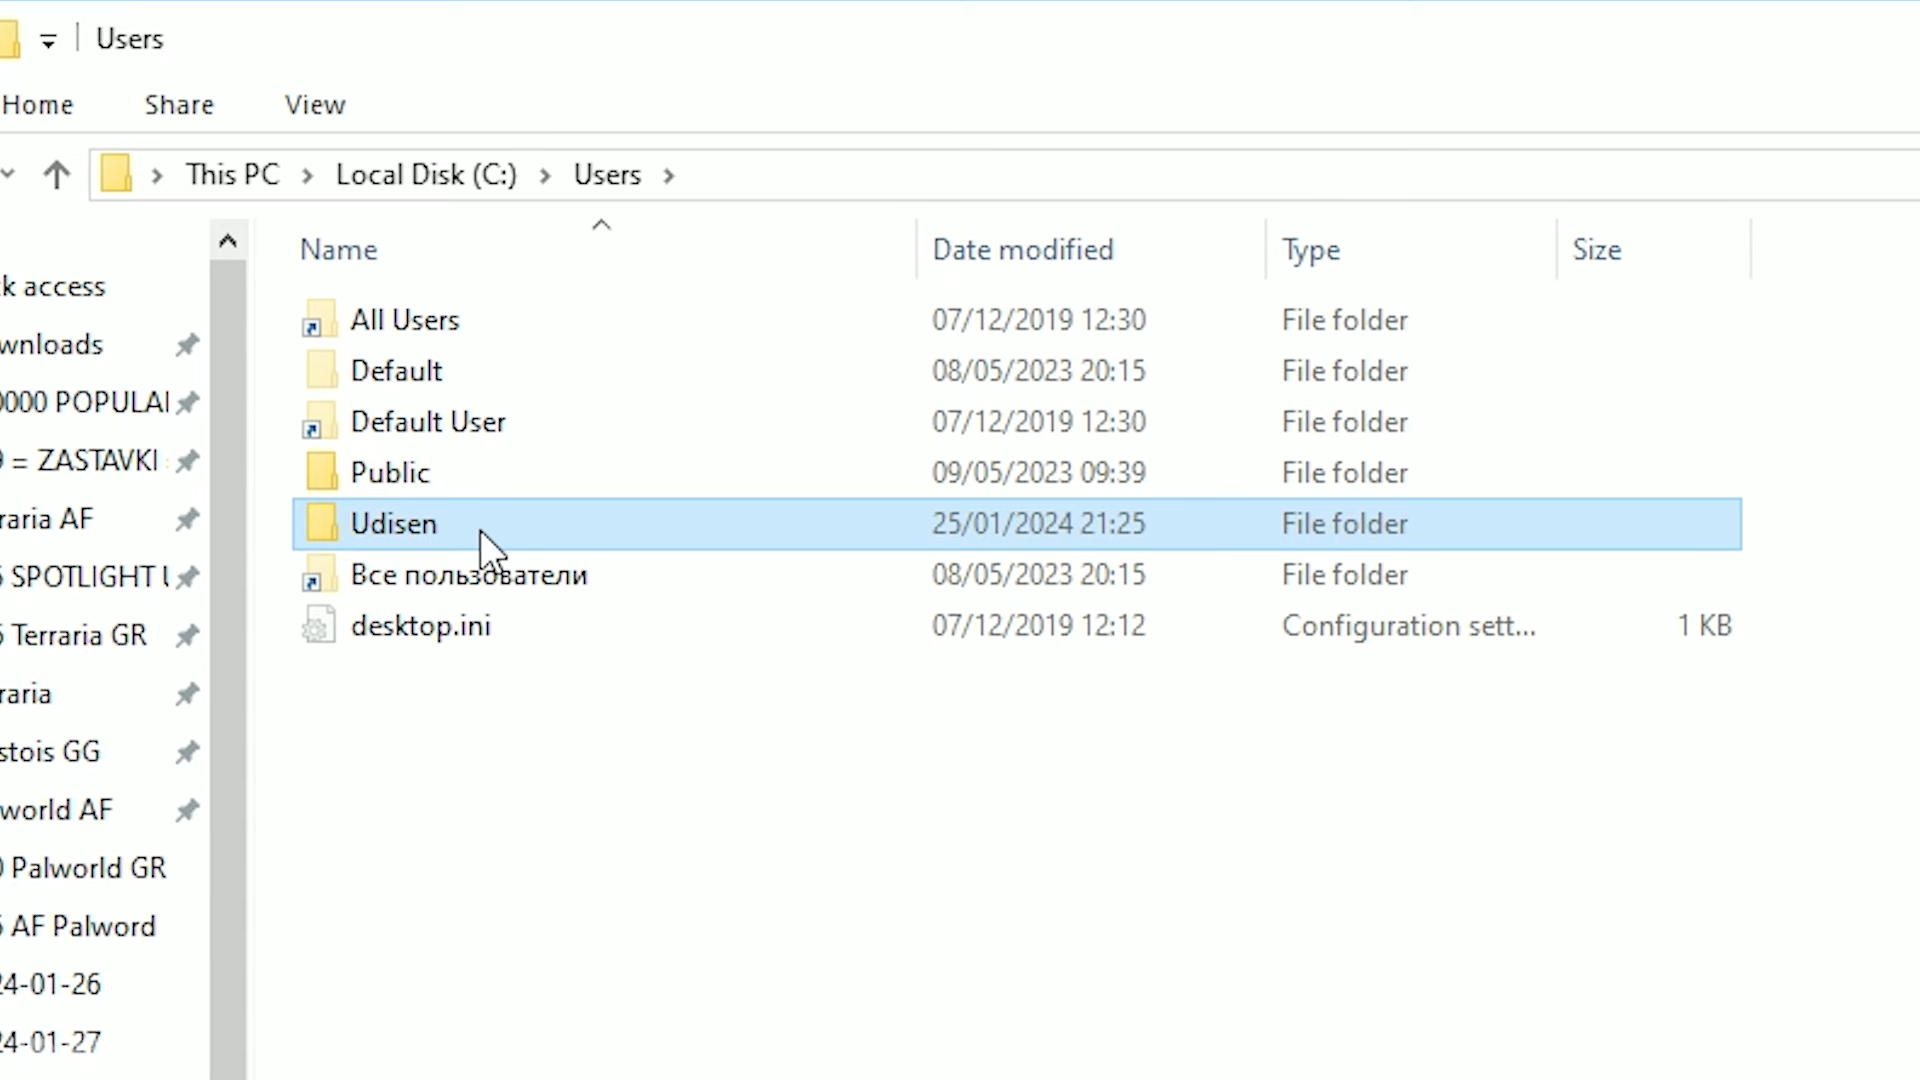 Users
Home Share View
This PC Local Disk (C:) Users
Name Date modified Type Size
k access
wnloads
0000 POPULAI
= ZASTAVKI
raria AF
SPOTLIGHT
Terraria GR
raria
stois GG
world AF
Palworld GR
AF Palword
24-01-26
24-01-27
All Users 07/12/2019 12:30 File folder
Default 08/05/2023 20:15 File folder
Default User 07/12/2019 12:30 File folder
Public 09/05/2023 09:39 File folder
Udisen 25/01/2024 21:25 File folder
Все пользователи 08/05/2023 20:15 File folder
desktop.ini 07/12/2019 12:12 Configuration sett... 1 KB